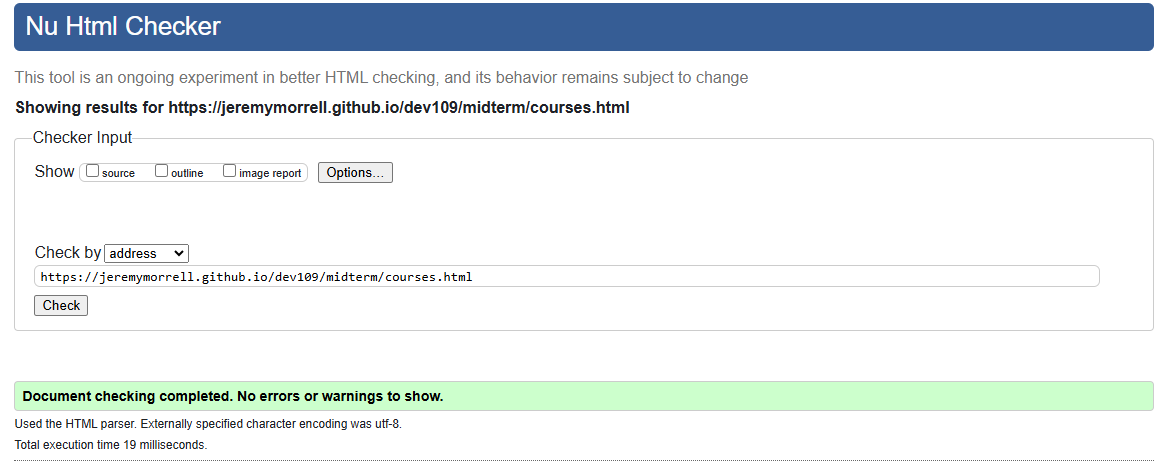 Nu Html Checker
This tool is an ongoing experiment in better HTML checking, and its behavior remains subject to change
Showing results for https://jeremymorrell.github.io/dev109/midterm/courses.html
Checker Input
Show source outline image report Options...
Check by address
https://jeremymorrell.github.io/dev109/midterm/courses.html
Check
Document checking completed. No errors or warnings to show.
Used the HTML parser. Externally specified character encoding was utf-8.
Total execution time 19 milliseconds.